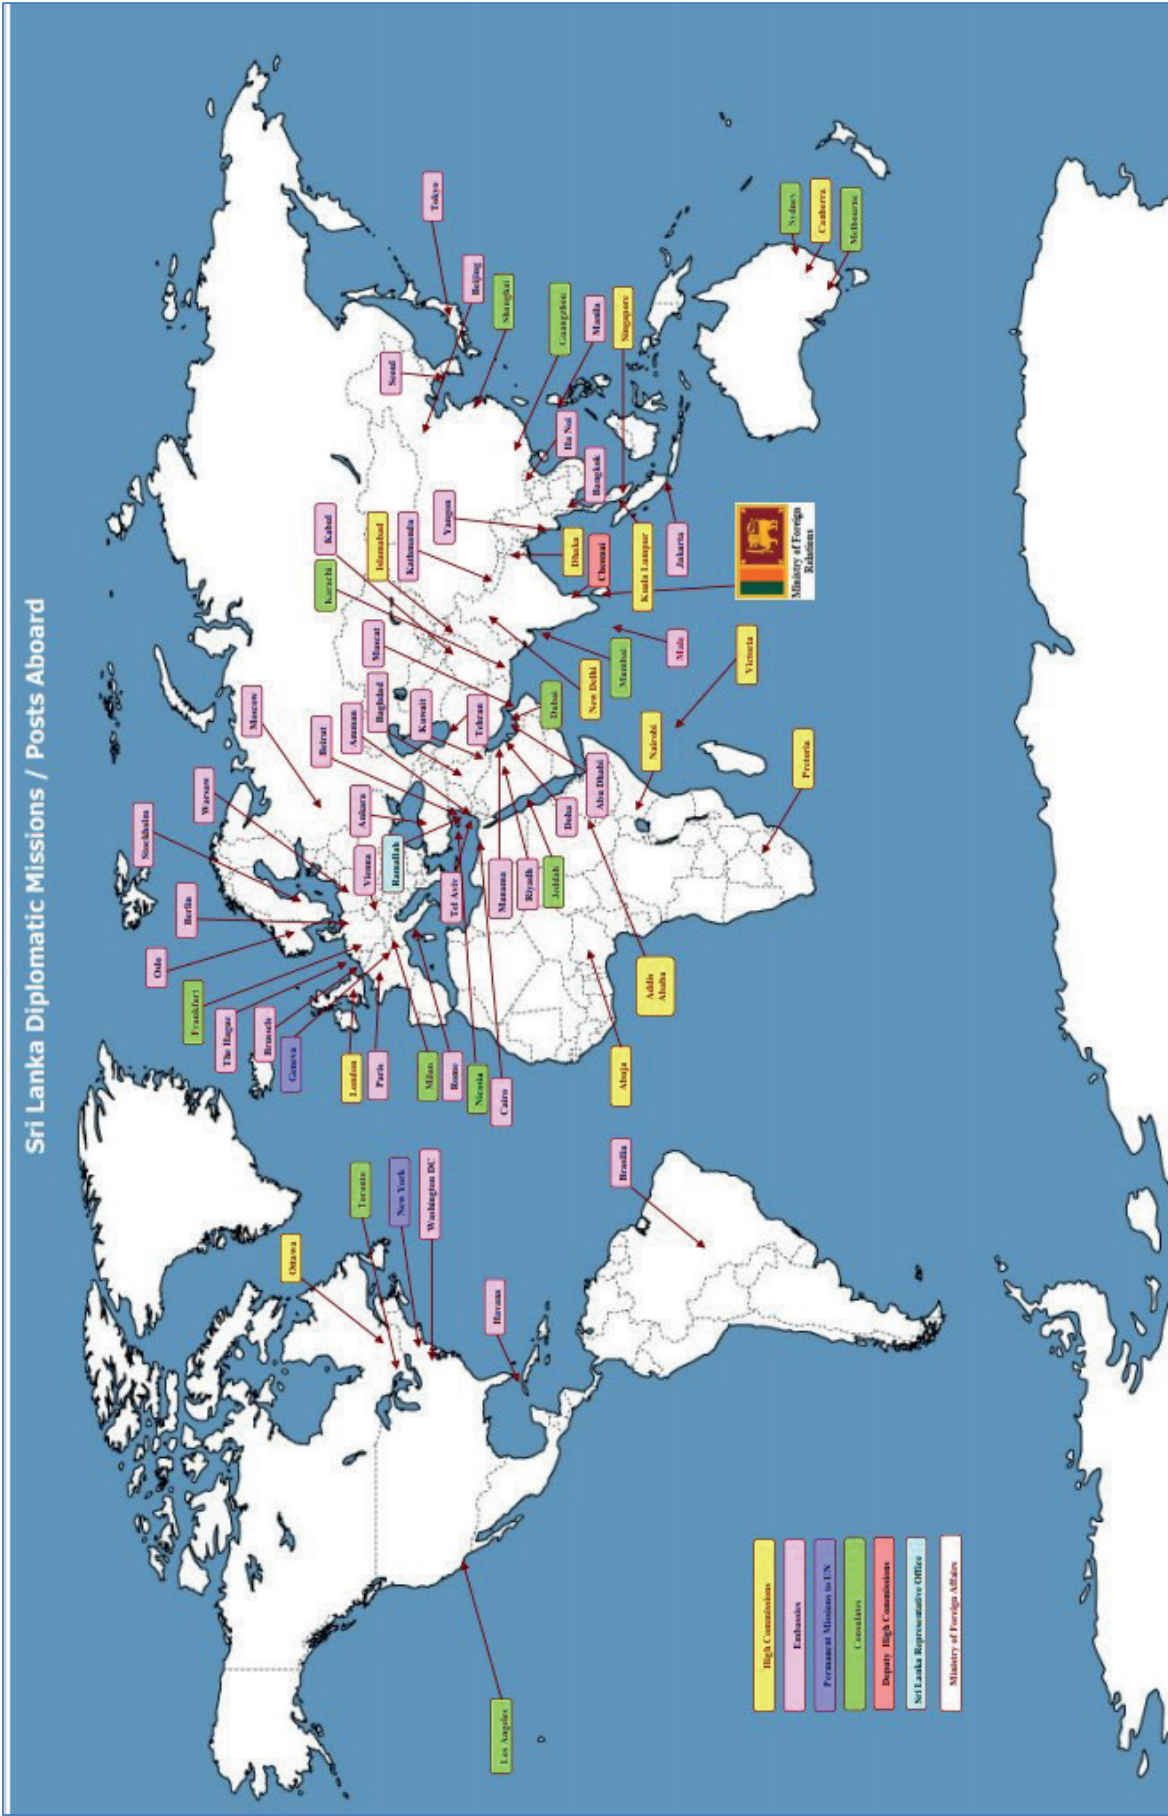 Sri Lanka Diplomatic Missions / Posts Aboard
Ottawa
Toronto
New York
Washington DC
Havana
Los Angeles
Brasilia
Oslo
Stockholm
Berlin
Warsaw
Moscow
Frankfurt
The Hague
Brussels
Geneva
London
Paris
Milan
Rome
Nicosia
Cairo
Vienna
Ramallah
Ankara
Tel Aviv
Beirut
Amman
Baghdad
Muscat
Kuwait
Tehran
Manama
Riyadh
Jeddah
Doha
Abu Dhabi
Dubai
Karachi
Kabul
Islamabad
Kathmandu
Yangon
New Delhi
Mumbai
Male
Dhaka
Chennai
Kuala Lumpur
Jakarta
Bangkok
Ha Noi
Singapore
Manila
Guangzhou
Shanghai
Beijing
Seoul
Tokyo
Sydney
Canberra
Melbourne
Abuja
Addis
Ababa
Nairobi
Victoria
Pretoria
Ministry of Foreign
Relations
High Commissions
Embassies
Permanent Missions to UN
Consulates
Deputy High Commissions
Sri Lanka Representative Office
Ministry of Foreign Affairs